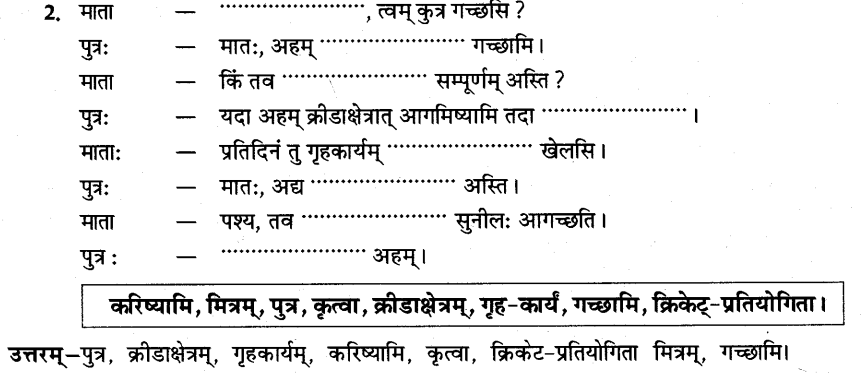 2. माता — ........................, त्वम् कुत्र गच्छसि ?
पुत्रः — मातः, अहम् ........................ गच्छामि।
माता — किं तव ........................ सम्पूर्णम् अस्ति ?
पुत्रः — यदा अहम् क्रीडाक्षेत्रात् आगमिष्यामि तदा ........................ ।
माताः — प्रतिदिनं तु गृहकार्यम् ........................ खेलसि।
पुत्रः — मातः, अद्य ........................ अस्ति।
माता — पश्य, तव ........................ सुनीलः आगच्छति।
पुत्र : — ........................ अहम्।
करिष्यामि, मित्रम्, पुत्र, कृत्वा, क्रीडाक्षेत्रम्, गृह-कार्यं, गच्छामि, क्रिकेट्-प्रतियोगिता।
उत्तरम्–पुत्र, क्रीडाक्षेत्रम्, गृहकार्यम्, करिष्यामि, कृत्वा, क्रिकेट-प्रतियोगिता मित्रम्, गच्छामि।